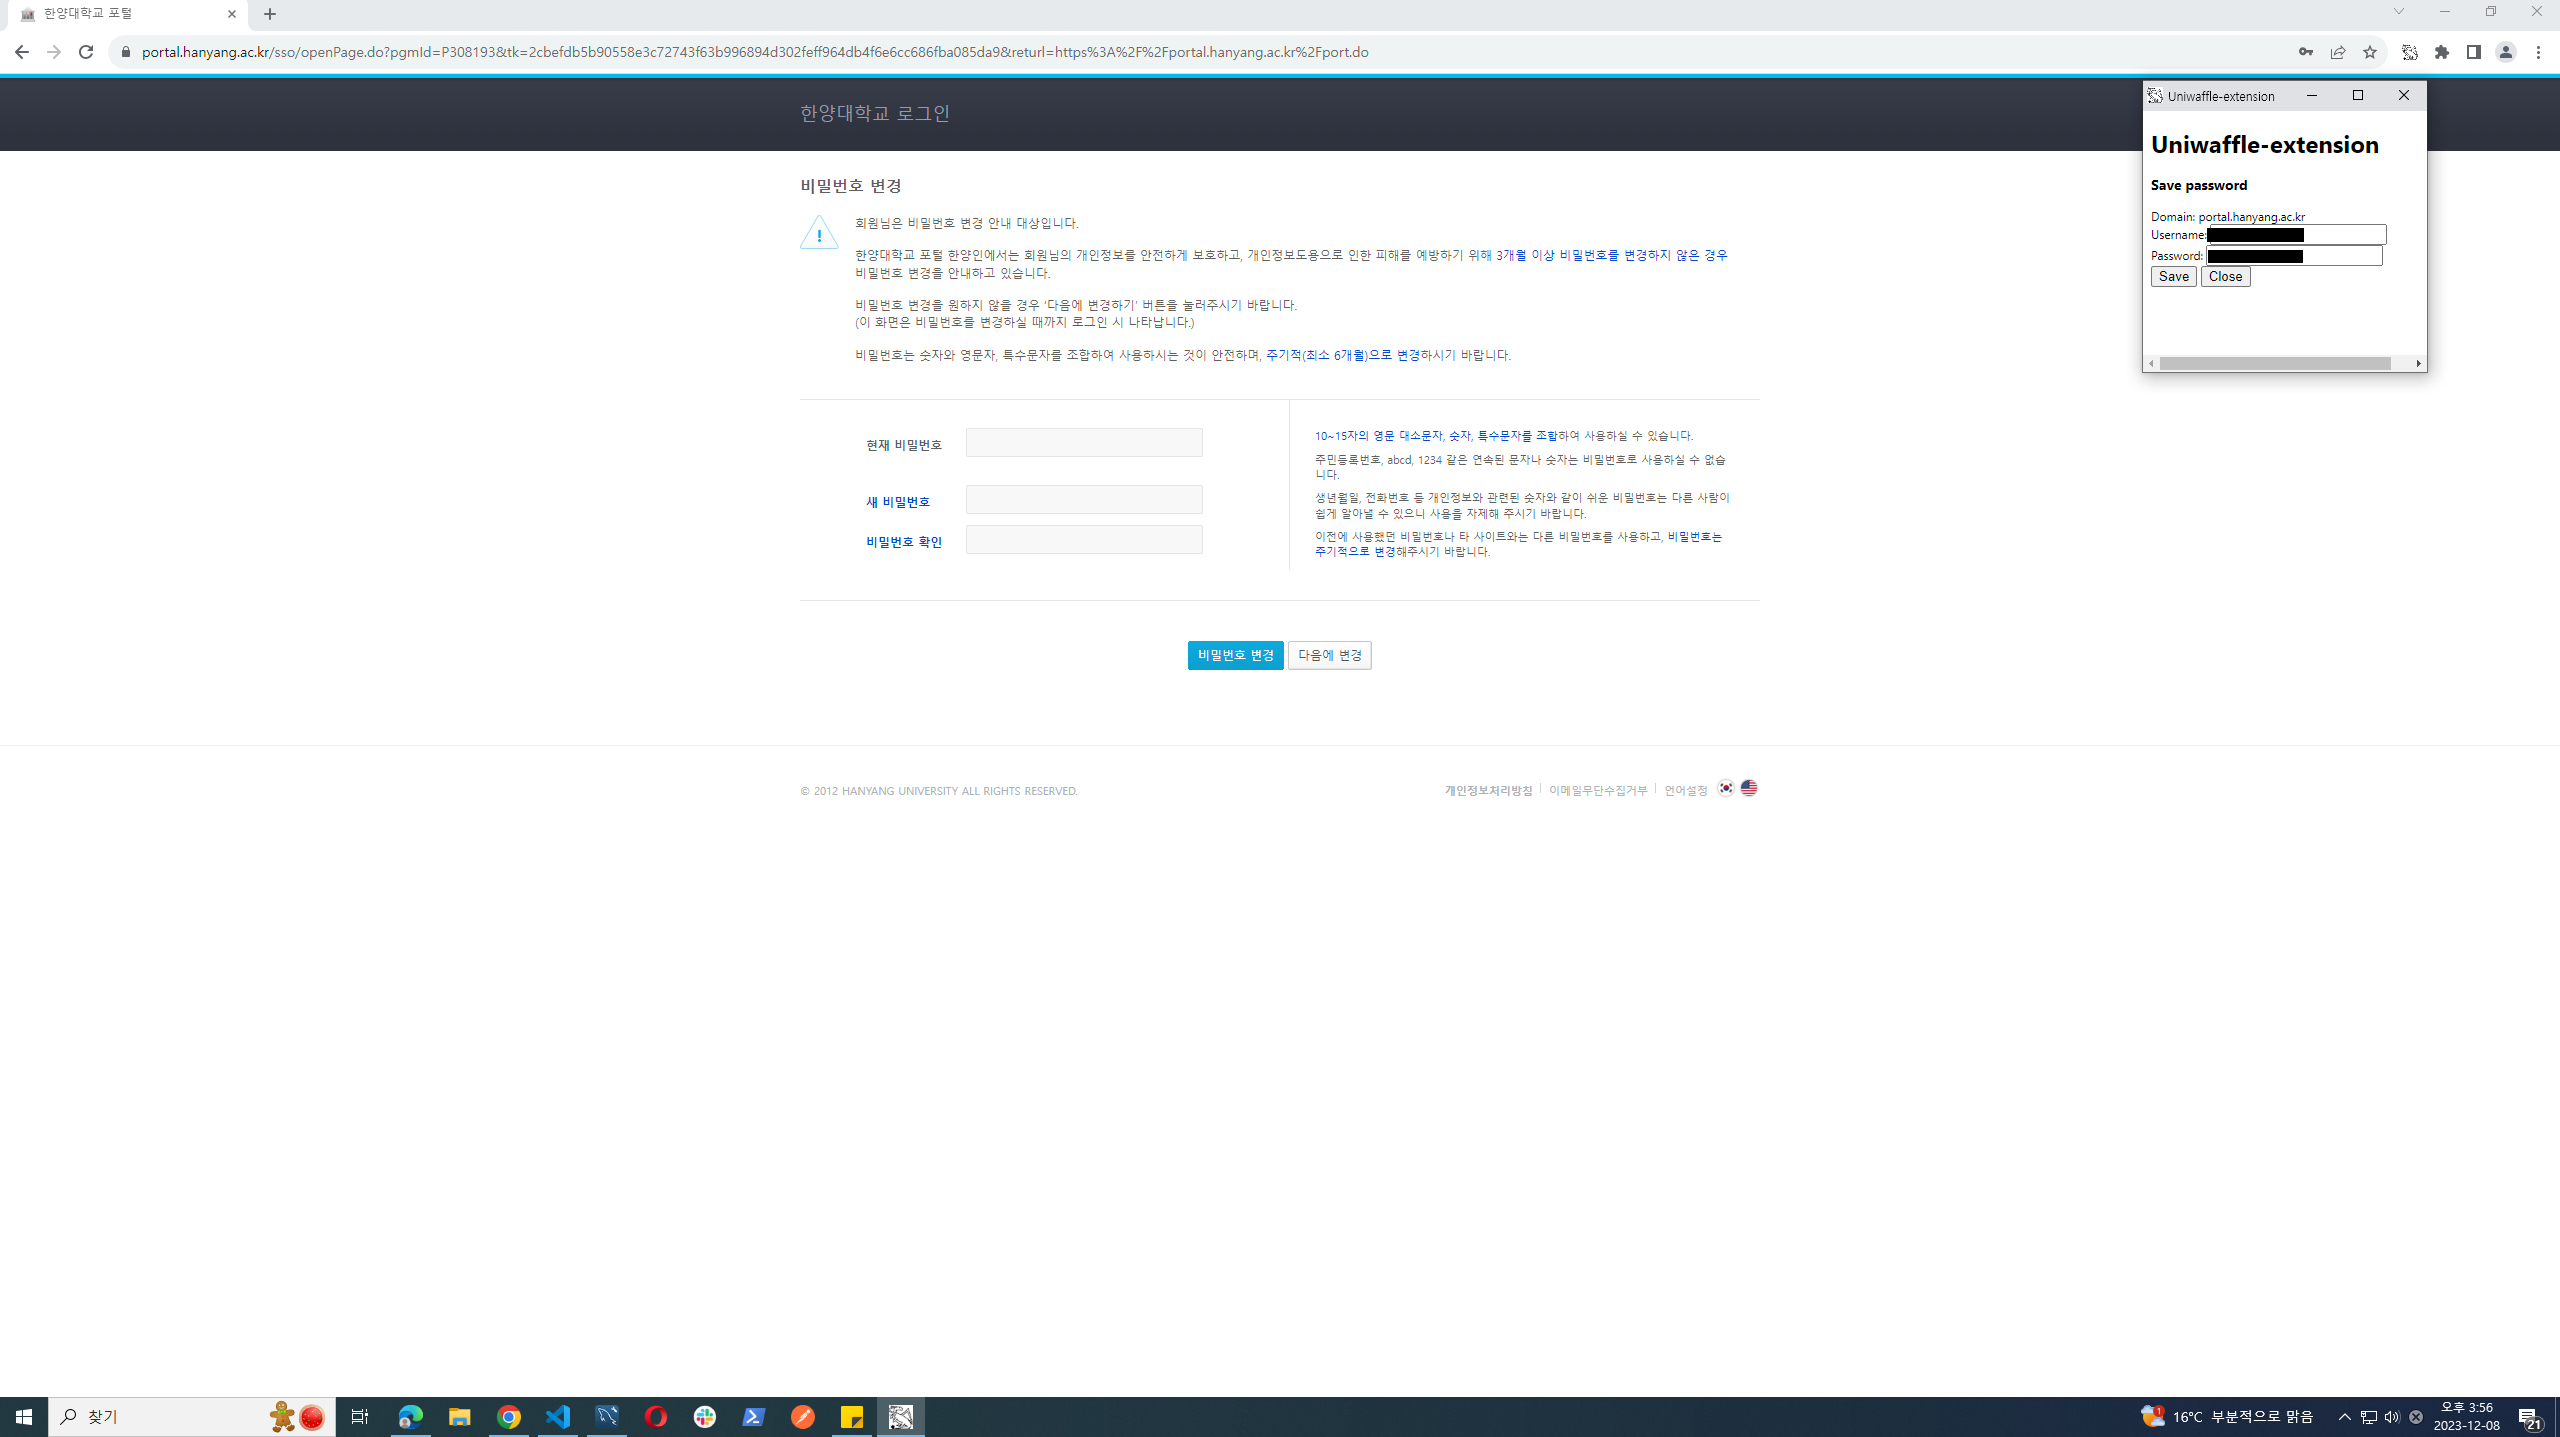 한양대학교 포털
portal.hanyang.ac.kr/sso/openPage.do?pgmId=P308193&tk=2cbefdb5b90558e3c72743f63b996894d302feff964db4f6e6cc686fba085da9&returl=https%3A%2F%2Fportal.hanyang.ac.kr%2Fport.do
한양대학교 로그인
Uniwaffle-extension
Uniwaffle-extension
Save password
Domain: portal.hanyang.ac.kr
Username:
Password:
Save Close
비밀번호 변경
회원님은 비밀번호 변경 안내 대상입니다.
한양대학교 포털 한양인에서는 회원님의 개인정보를 안전하게 보호하고, 개인정보도용으로 인한 피해를 예방하기 위해 3개월 이상 비밀번호를 변경하지 않은 경우
비밀번호 변경을 안내하고 있습니다.
비밀번호 변경을 원하지 않을 경우 '다음에 변경하기' 버튼을 눌러주시기 바랍니다.
(이 화면은 비밀번호를 변경하실 때까지 로그인 시 나타납니다.)
비밀번호는 숫자와 영문자, 특수문자를 조합하여 사용하시는 것이 안전하며, 주기적(최소 6개월)으로 변경하시기 바랍니다.
현재 비밀번호
새 비밀번호
비밀번호 확인
10~15자의 영문 대소문자, 숫자, 특수문자를 조합하여 사용하실 수 있습니다.
주민등록번호, abcd, 1234 같은 연속된 문자나 숫자는 비밀번호로 사용하실 수 없습
니다.
생년월일, 전화번호 등 개인정보와 관련된 숫자와 같이 쉬운 비밀번호는 다른 사람이
쉽게 알아낼 수 있으니 사용을 자제해 주시기 바랍니다.
이전에 사용했던 비밀번호나 타 사이트와는 다른 비밀번호를 사용하고, 비밀번호는
주기적으로 변경해주시기 바랍니다.
비밀번호 변경 다음에 변경
© 2012 HANYANG UNIVERSITY ALL RIGHTS RESERVED.
개인정보처리방침 이메일무단수집거부 언어설정
찾기
1
16°C 부분적으로 맑음
오후 3:56
2023-12-08
21